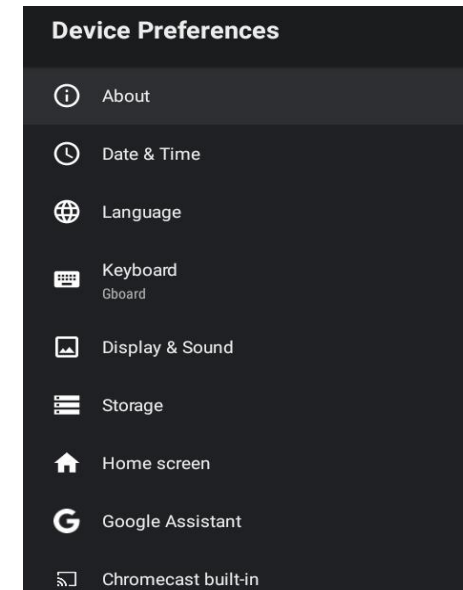 Device Preferences
About
Date & Time
Language
Keyboard
Gboard
Display & Sound
Storage
Home screen
Google Assistant
Chromecast built-in